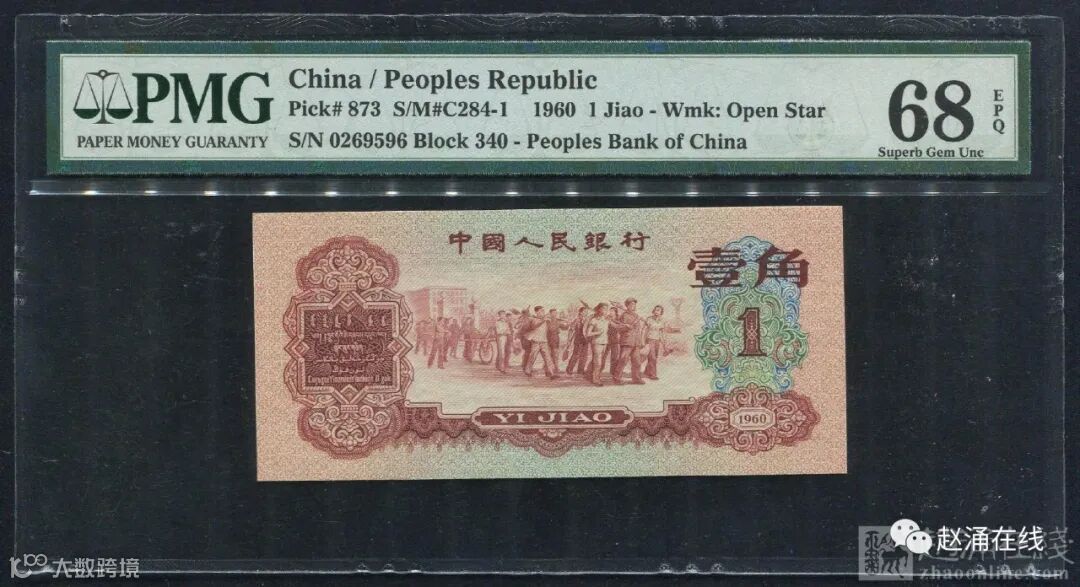 PMG
PAPER MONEY GUARANTY
China / Peoples Republic
Pick# 873 S/M#C284-1 1960 1 Jiao - Wmk: Open Star
S/N 0269596 Block 340 - Peoples Bank of China
68
EPQ
Superb Gem Unc
中國人民銀行
壹角
1
YI JIAO
1960
大数跨境
赵涌在线
zhaoonline.com